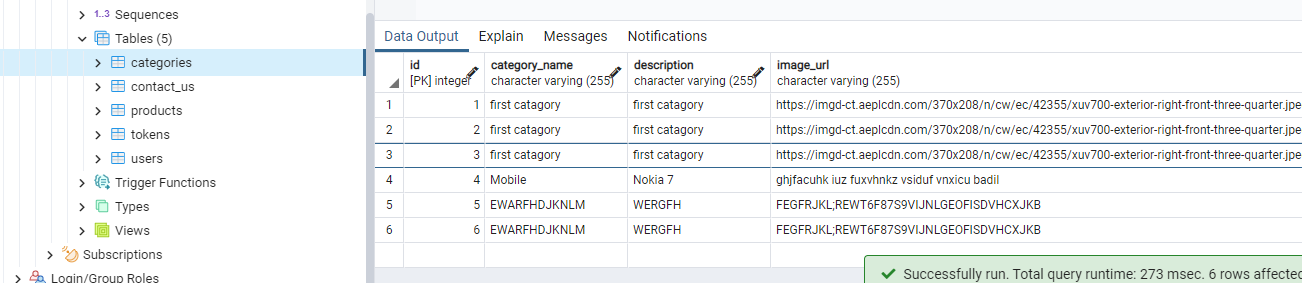 Sequences
Tables (5)
categories
contact_us
products
tokens
users
Trigger Functions
Types
Views
Subscriptions
Login/Group Roles
Data Output Explain Messages Notifications
id category_name description image_url
[PK] integer character varying (255) character varying (255) character varying (255)
1 1 first catagory first catagory https://imgd-ct.aeplcdn.com/370x208/n/cw/ec/42355/xuv700-exterior-right-front-three-quarter.jpe
2 2 first catagory first catagory https://imgd-ct.aeplcdn.com/370x208/n/cw/ec/42355/xuv700-exterior-right-front-three-quarter.jpe
3 3 first catagory first catagory https://imgd-ct.aeplcdn.com/370x208/n/cw/ec/42355/xuv700-exterior-right-front-three-quarter.jpe
4 4 Mobile Nokia 7 ghjfacuhk iuz fuxvhnkz vsiduf vnxicu badil
5 5 EWARFHDJKNLM WERGFH FEGFRJKL;REWT6F87S9VIJNLGEOFISDVHCXJKB
6 6 EWARFHDJKNLM WERGFH FEGFRJKL;REWT6F87S9VIJNLGEOFISDVHCXJKB
Successfully run. Total query runtime: 273 msec. 6 rows affected